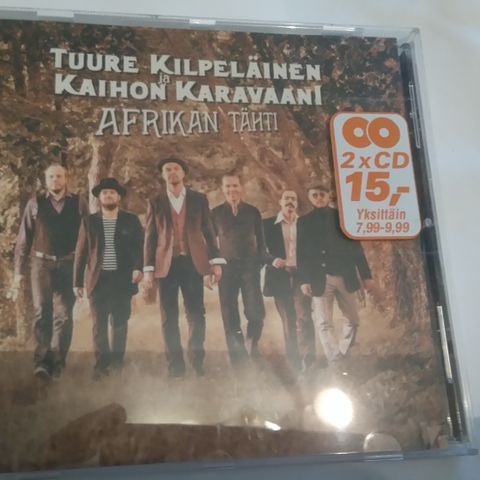 TUURE KILPELÄINEN
ja
KAIHON KARAVAANI
AFRIKAN TÄHTI
2 x CD
15,-
Yksittäin
7,99-9,99